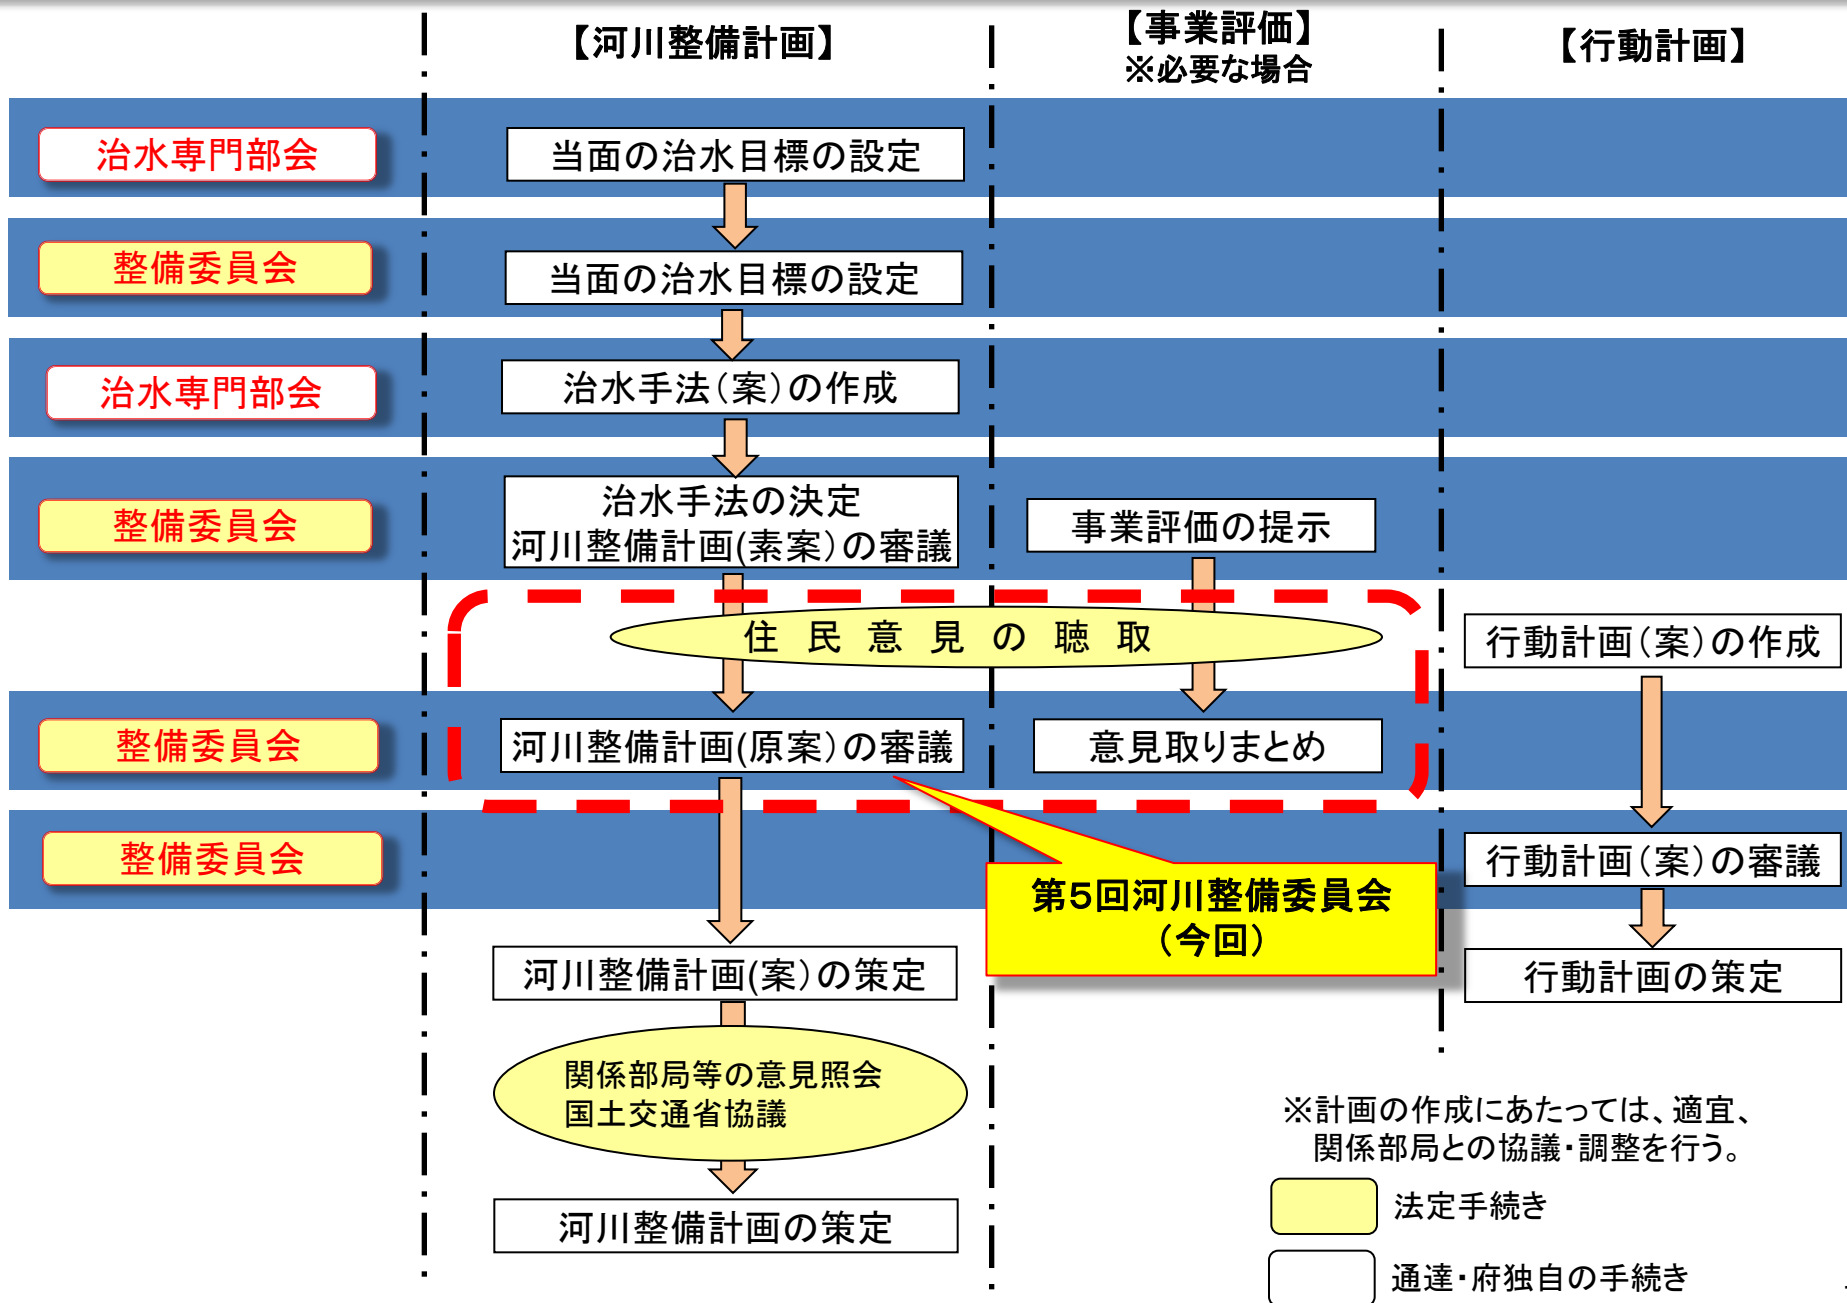 【河川整備計画】
【事業評価】
※必要な場合
【行動計画】
治水専門部会
当面の治水目標の設定
整備委員会
当面の治水目標の設定
治水専門部会
治水手法(案)の作成
整備委員会
治水手法の決定
河川整備計画(素案)の審議
事業評価の提示
住民意見の聴取
行動計画(案)の作成
整備委員会
河川整備計画(原案)の審議
意見取りまとめ
整備委員会
行動計画(案)の審議
第5回河川整備委員会
(今回)
河川整備計画(案)の策定
行動計画の策定
関係部局等の意見照会
国土交通省協議
河川整備計画の策定
※計画の作成にあたっては、適宜、
関係部局との協議・調整を行う。
法定手続き
通達・府独自の手続き